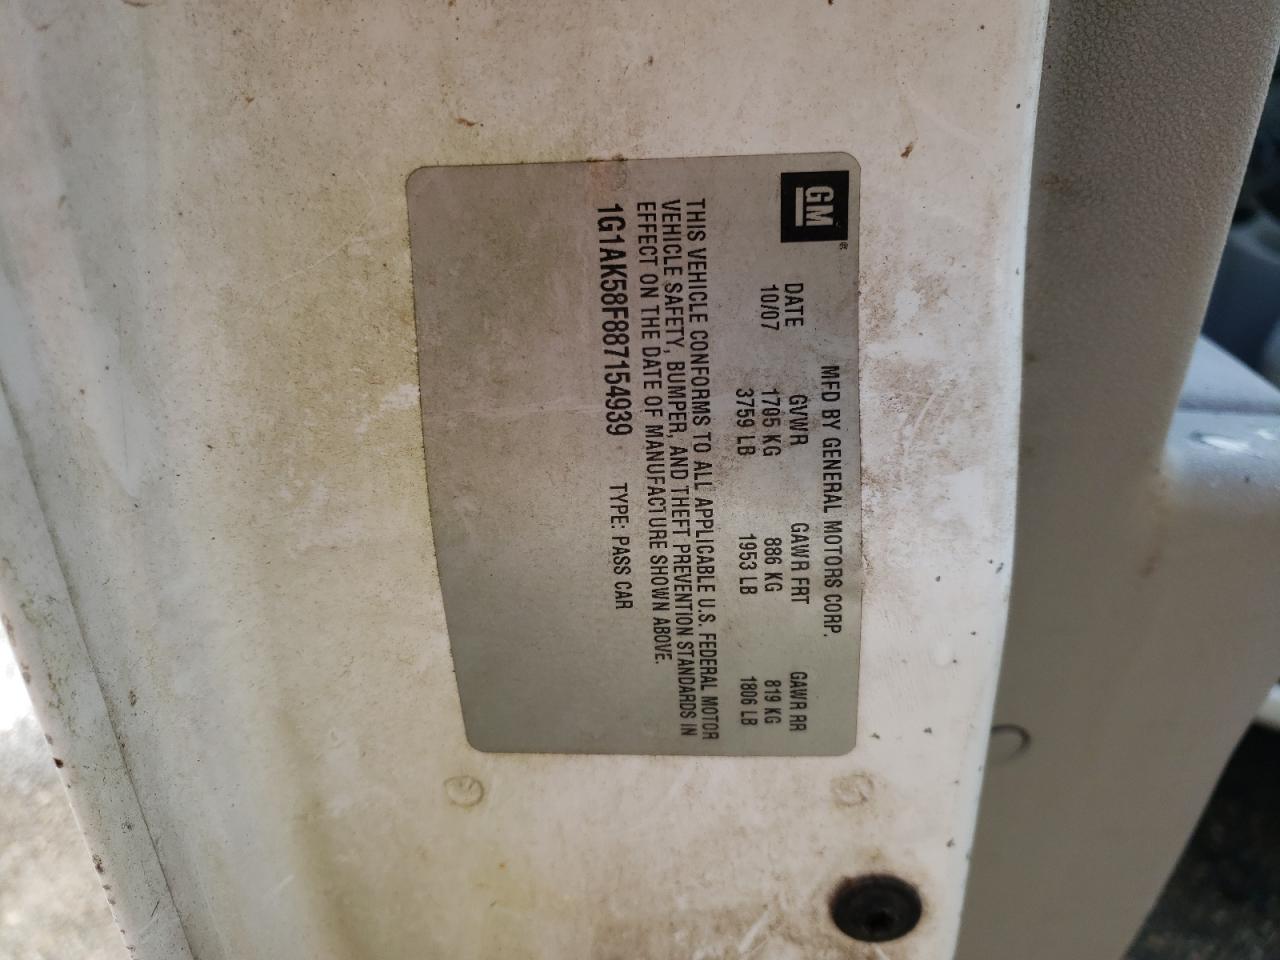 GM®
MFD BY GENERAL MOTORS CORP.
DATE GVWR GAWR FRT GAWR RR
10/07 1705 KG 886 KG 819 KG
3759 LB 1953 LB 1806 LB
THIS VEHICLE CONFORMS TO ALL APPLICABLE U.S. FEDERAL MOTOR
VEHICLE SAFETY, BUMPER, AND THEFT PREVENTION STANDARDS IN
EFFECT ON THE DATE OF MANUFACTURE SHOWN ABOVE.
1G1AK58F887154939 TYPE: PASS CAR